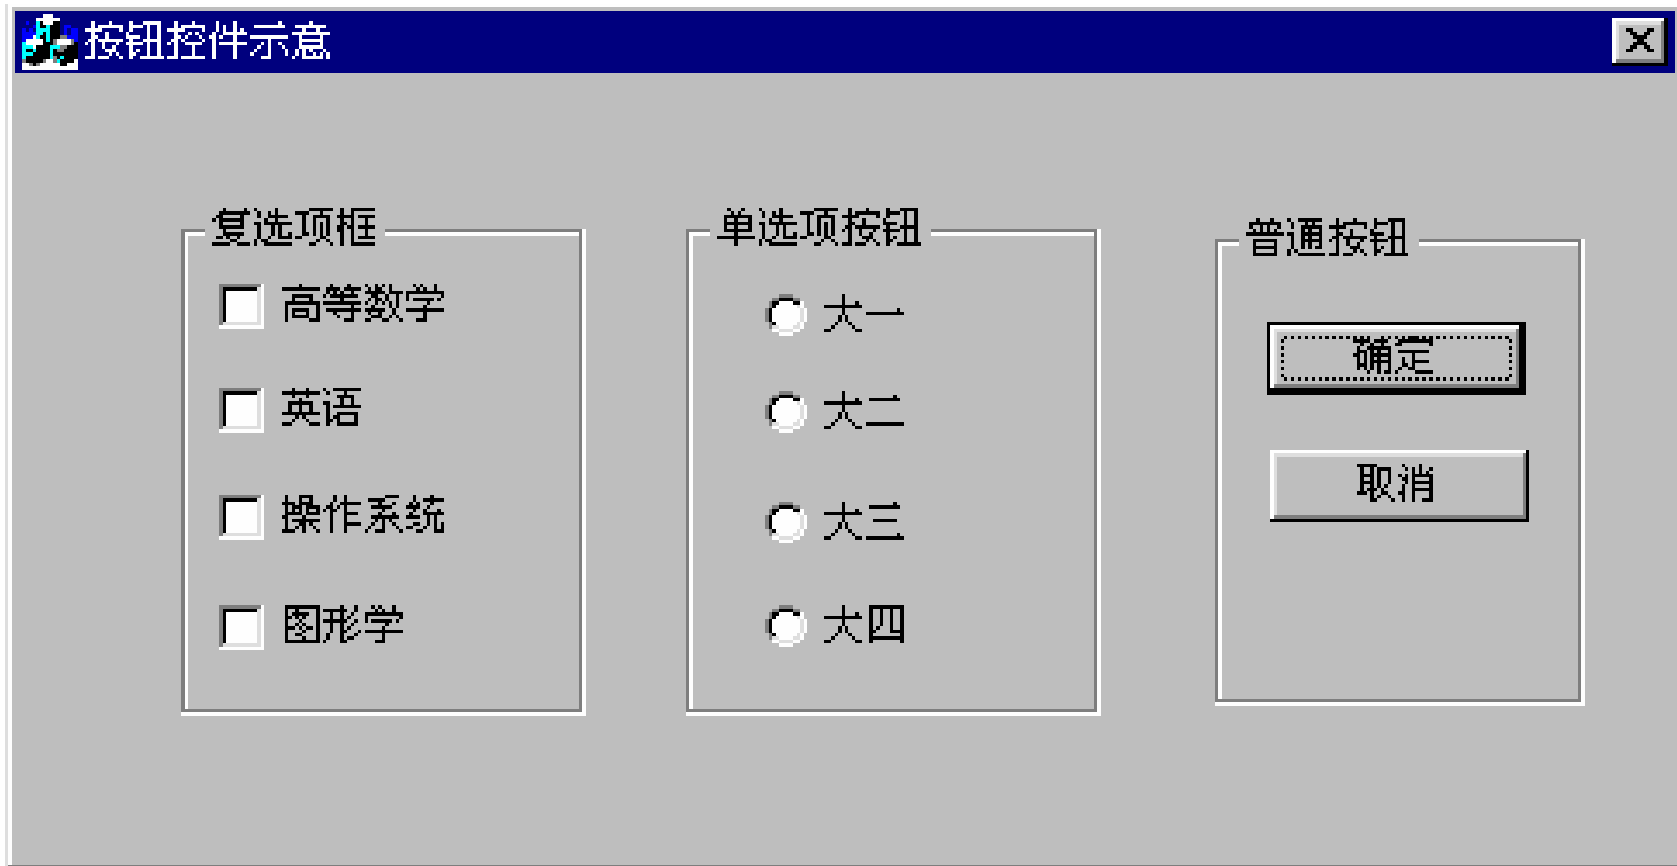 按钮控件示意
复选项框
高等数学
英语
操作系统
图形学
单选项按钮
大一
大二
大三
大四
普通按钮
确定
取消